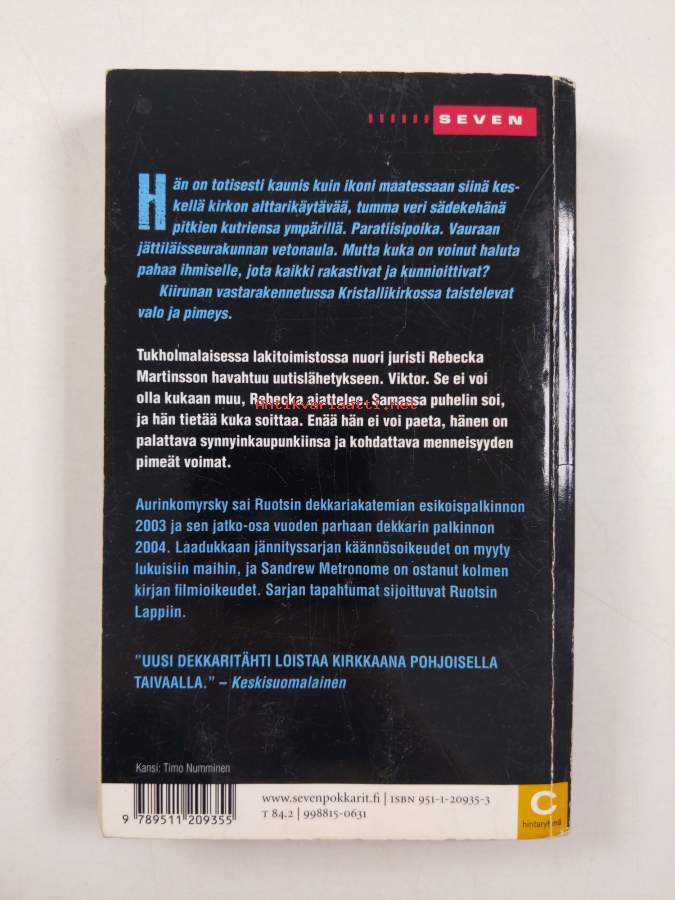 SEVEN
Hän on totisesti kaunis kuin ikoni maatessaan siinä kes-
kellä kirkon alttarikäytävää, tumma veri sädekehänä
pitkien kutriensa ympärillä. Paratiisipoika. Vauraan
jättiläisseurakunnan vetonaula. Mutta kuka on voinut haluta
pahaa ihmiselle, jota kaikki rakastivat ja kunnioittivat?
Kiirunan vastarakennetussa Kristallikirkossa taistelevat
valo ja pimeys.
Tukholmalaisessa lakitoimistossa nuori juristi Rebecka
Martinsson havahtuu uutislähetykseen. Viktor. Se ei voi
olla kukaan muu, Rebecka ajattelee. Samassa puhelin soi,
Antikvariaatti.net
ja hän tietää kuka soittaa. Enää hän ei voi paeta, hänen on
palattava synnyinkaupunkiinsa ja kohdattava menneisyyden
pimeät voimat.
Aurinkomyrsky sai Ruotsin dekkariakatemian esikoispalkinnon
2003 ja sen jatko-osa vuoden parhaan dekkarin palkinnon
2004. Laadukkaan jännityssarjan käännösoikeudet on myyty
lukuisiin maihin, ja Sandrew Metronome on ostanut kolmen
kirjan filmioikeudet. Sarjan tapahtumat sijoittuvat Ruotsin
Lappiin.
"UUSI DEKKARITÄHTI LOISTAA KIRKKAANA POHJOISELLA
TAIVAALLA." – Keskisuomalainen
Kansi: Timo Numminen
www.sevenpokkarit.fi | ISBN 951-1-20935-3
T 84.2 | 998815-0631
9 789511 209355
C
hintaryhmä